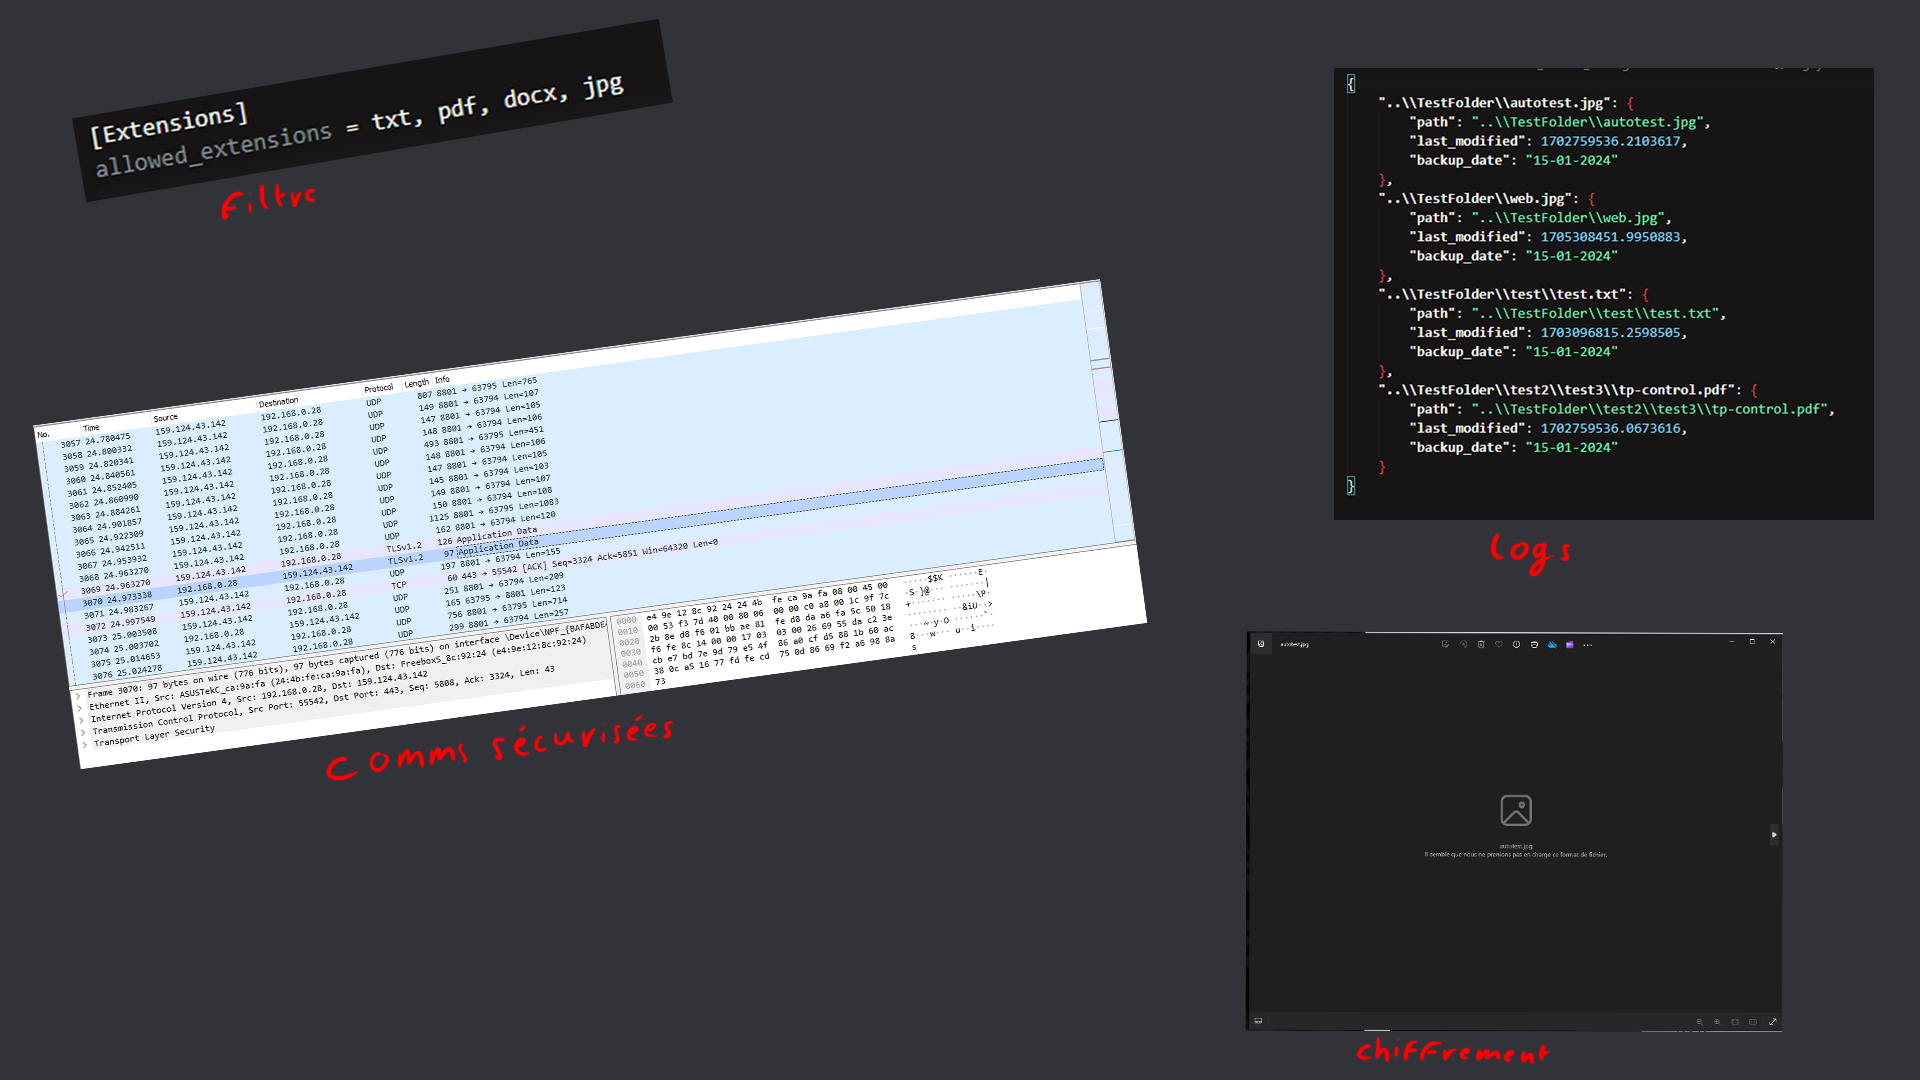 [Extensions]
allowed_extensions = txt, pdf, docx, jpg
Filtre
No. Time Source Destination Protocol Length Info
3057 24.780475 159.124.43.142 192.168.0.28 UDP 807 8801 → 63795 Len=765
3058 24.800332 159.124.43.142 192.168.0.28 UDP 149 8801 → 63794 Len=107
3059 24.820341 159.124.43.142 192.168.0.28 UDP 147 8801 → 63794 Len=105
3060 24.840561 159.124.43.142 192.168.0.28 UDP 148 8801 → 63794 Len=106
3061 24.852405 159.124.43.142 192.168.0.28 UDP 493 8801 → 63795 Len=451
3062 24.860990 159.124.43.142 192.168.0.28 UDP 148 8801 → 63794 Len=106
3063 24.884261 159.124.43.142 192.168.0.28 UDP 147 8801 → 63794 Len=105
3064 24.901857 159.124.43.142 192.168.0.28 UDP 145 8801 → 63794 Len=103
3065 24.922309 159.124.43.142 192.168.0.28 UDP 149 8801 → 63794 Len=107
3066 24.942511 159.124.43.142 192.168.0.28 UDP 150 8801 → 63794 Len=108
3067 24.953932 159.124.43.142 192.168.0.28 UDP 1125 8801 → 63795 Len=1083
3068 24.963270 159.124.43.142 192.168.0.28 UDP 162 8801 → 63794 Len=120
3069 24.963270 159.124.43.142 192.168.0.28 TLSv1.2 126 Application Data
3070 24.973338 192.168.0.28 159.124.43.142 TLSv1.2 97 Application Data
3071 24.983267 159.124.43.142 192.168.0.28 UDP 197 8801 → 63794 Len=155
3072 24.997549 159.124.43.142 192.168.0.28 TCP 60 443 → 55542 [ACK] Seq=3324 Ack=5851 Win=64320 Len=0
3073 25.003508 159.124.43.142 192.168.0.28 UDP 251 8801 → 63794 Len=209
3074 25.003702 192.168.0.28 159.124.43.142 UDP 165 63795 → 8801 Len=123
3075 25.014653 159.124.43.142 192.168.0.28 UDP 756 8801 → 63795 Len=714
3076 25.024278 159.124.43.142 192.168.0.28 UDP 299 8801 → 63794 Len=257
Frame 3070: 97 bytes on wire (776 bits), 97 bytes captured (776 bits) on interface \Device\NPF_{BAFABDE
Ethernet II, Src: ASUSTekC_ca:9a:fa (24:4b:fe:ca:9a:fa), Dst: FreeboxS_8c:92:24 (e4:9e:12:8c:92:24)
Internet Protocol Version 4, Src: 192.168.0.28, Dst: 159.124.43.142
Transmission Control Protocol, Src Port: 55542, Dst Port: 443, Seq: 5808, Ack: 3324, Len: 43
Transport Layer Security
0000 e4 9e 12 8c 92 24 24 4b fe ca 9a fa 08 00 45 00
0010 00 53 f3 7d 40 00 80 06 00 00 c0 a8 00 1c 9f 7c
0020 2b 8e d8 f6 01 bb ae 81 fe d8 da a6 fa 5c 50 18
0030 f6 fe 8c 14 00 00 17 03 03 00 26 69 55 da c2 3e
0040 cb e7 bd 7e 9d 79 e5 4f 86 a0 cf d5 88 1b 60 ac
0050 38 0c a5 16 77 fd fe cd 75 0d 86 69 f2 a6 98 8a
0060 73
Comms sécurisées
{
"..\\TestFolder\\autotest.jpg": {
"path": "..\\TestFolder\\autotest.jpg",
"last_modified": 1702759536.2103617,
"backup_date": "15-01-2024"
},
"..\\TestFolder\\web.jpg": {
"path": "..\\TestFolder\\web.jpg",
"last_modified": 1705308451.9950883,
"backup_date": "15-01-2024"
},
"..\\TestFolder\\test\\test.txt": {
"path": "..\\TestFolder\\test\\test.txt",
"last_modified": 1703096815.2598505,
"backup_date": "15-01-2024"
},
"..\\TestFolder\\test2\\test3\\tp-control.pdf": {
"path": "..\\TestFolder\\test2\\test3\\tp-control.pdf",
"last_modified": 1702759536.0673616,
"backup_date": "15-01-2024"
}
}
Logs
autotest.jpg
autotest.jpg
Il semble que nous ne prenions pas en charge ce format de fichier.
chiffrement